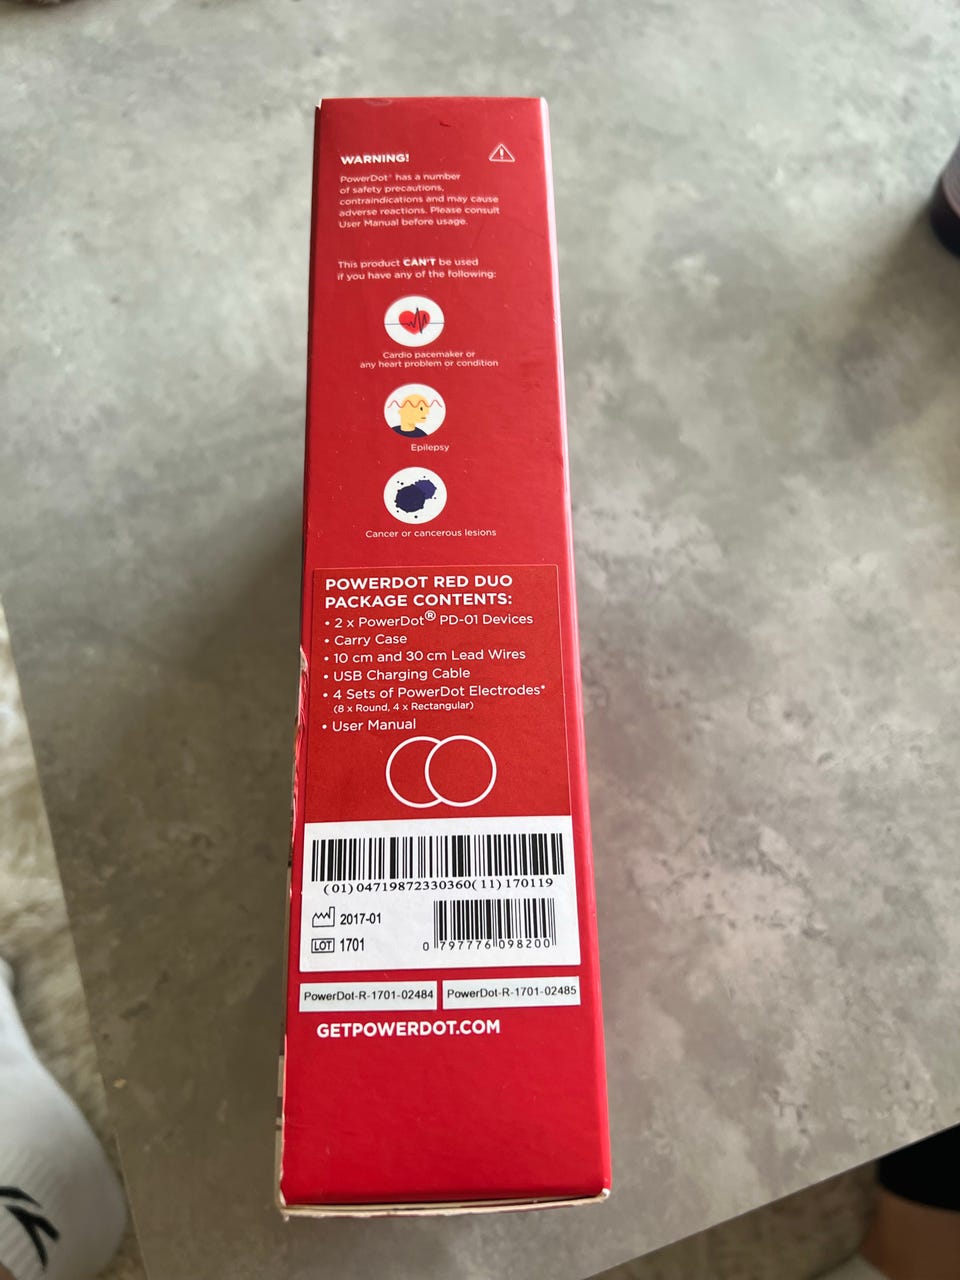 WARNING!
PowerDot® has a number
of safety precautions,
contraindications and may cause
adverse reactions. Please consult
User Manual before usage.
This product CAN'T be used
if you have any of the following:
Cardio pacemaker or
any heart problem or condition
Epilepsy
Cancer or cancerous lesions
POWERDOT RED DUO
PACKAGE CONTENTS:
• 2 x PowerDot® PD-01 Devices
• Carry Case
• 10 cm and 30 cm Lead Wires
• USB Charging Cable
• 4 Sets of PowerDot Electrodes*
(8 x Round, 4 x Rectangular)
• User Manual
(01)04719872330360(11)170119
2017-01
LOT 1701
0 797776 098200
PowerDot-R-1701-02484
PowerDot-R-1701-02485
GETPOWERDOT.COM